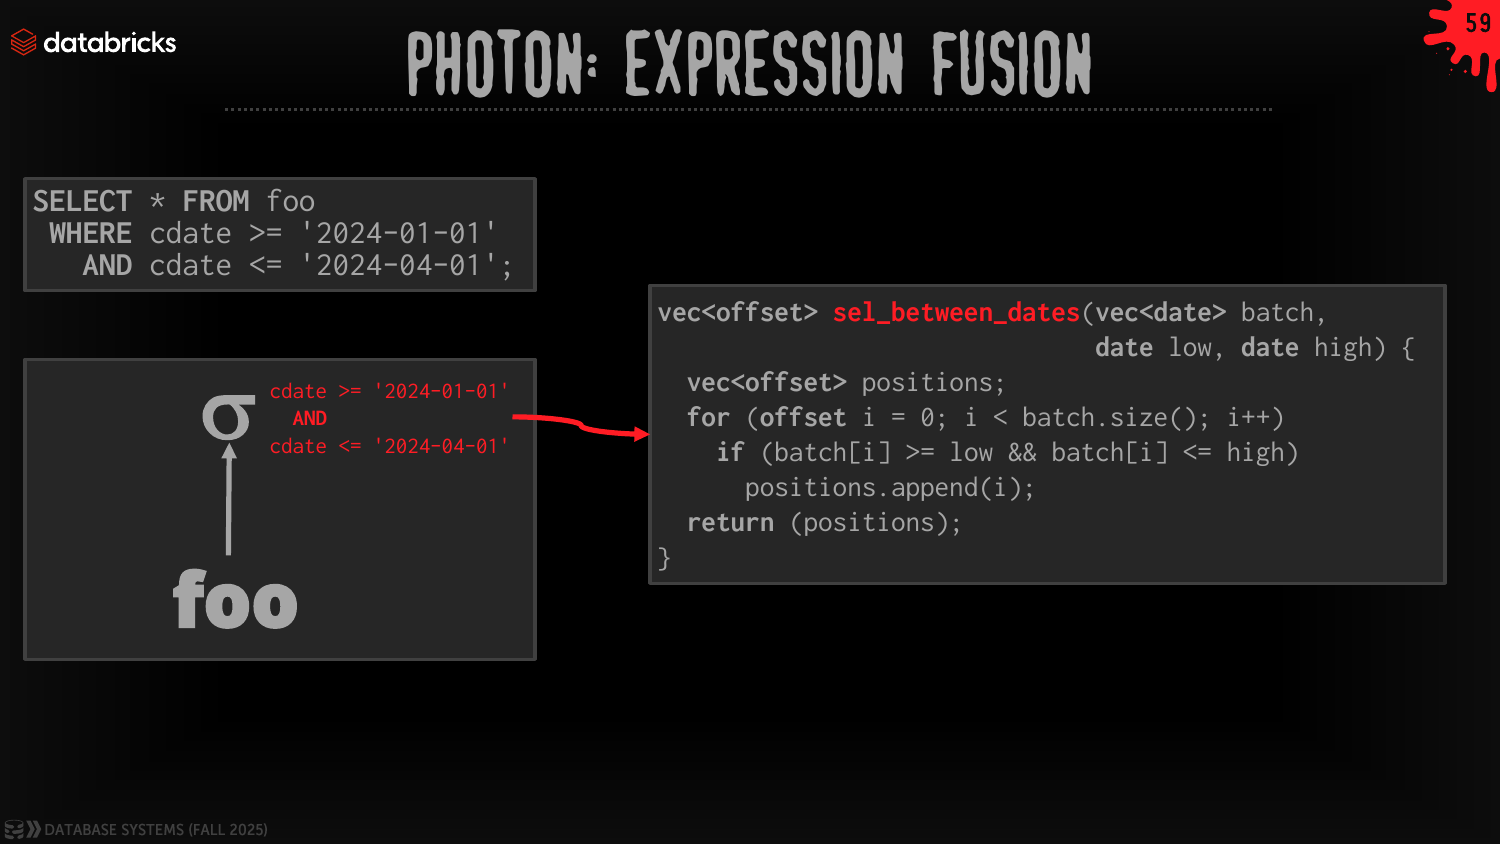 databricks
PHOTON: EXPRESSION FUSION
59
SELECT * FROM foo
WHERE cdate >= '2024-01-01'
AND cdate <= '2024-04-01';
σ
cdate >= '2024-01-01'
AND
cdate <= '2024-04-01'
foo
vec<offset> sel_between_dates(vec<date> batch,
date low, date high) {
vec<offset> positions;
for (offset i = 0; i < batch.size(); i++)
if (batch[i] >= low && batch[i] <= high)
positions.append(i);
return (positions);
}
DATABASE SYSTEMS (FALL 2025)